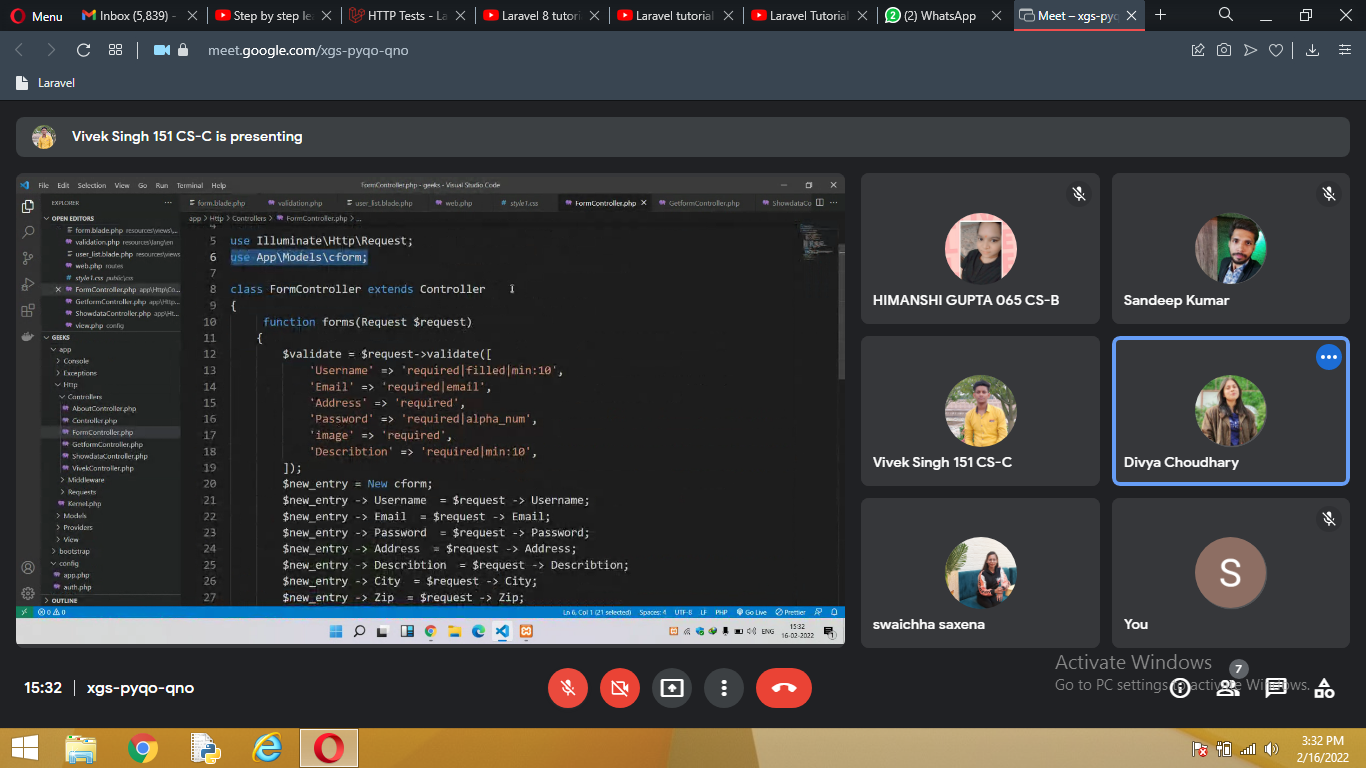 Menu
Inbox (5,839) -
Step by step le
HTTP Tests - La
Laravel 8 tutori
Laravel tutorial
Laravel Tutorial
(2) WhatsApp
Meet – xgs-pyq
meet.google.com/xgs-pyqo-qno
Laravel
Vivek Singh 151 CS-C is presenting
File Edit Selection View Go Run Terminal Help
FormController.php - geeks - Visual Studio Code
EXPLORER
OPEN EDITORS
form.blade.php resources\views\...
validation.php resources\lang\en
user_list.blade.php resources\views
web.php routes
# style1.css public\css
FormController.php app\Http\Co...
GetformController.php app\Htt...
ShowdataController.php app\Ht...
view.php config
GEEKS
app
Console
Exceptions
Http
Controllers
AboutController.php
Controller.php
FormController.php
GetformController.php
ShowdataController.php
VivekController.php
Middleware
Requests
Kernel.php
Models
Providers
View
bootstrap
config
app.php
auth.php
OUTLINE
form.blade.php
validation.php
user_list.blade.php
web.php
# style1.css
FormController.php
GetformController.php
ShowdataCo
app > Http > Controllers > FormController.php > ...
5 use Illuminate\Http\Request;
6 use App\Models\cform;
7
8 class FormController extends Controller
9 {
10 function forms(Request $request)
11 {
12 $validate = $request->validate([
13 'Username' => 'required|filled|min:10',
14 'Email' => 'required|email',
15 'Address' => 'required',
16 'Password' => 'required|alpha_num',
17 'image' => 'required',
18 'Describtion' => 'required|min:10',
19 ]);
20 $new_entry = New cform;
21 $new_entry -> Username = $request -> Username;
22 $new_entry -> Email = $request -> Email;
23 $new_entry -> Password = $request -> Password;
24 $new_entry -> Address = $request -> Address;
25 $new_entry -> Describtion = $request -> Describtion;
26 $new_entry -> City = $request -> City;
27 $new_entry -> Zip = $request -> Zip;
0 0
Ln 6, Col 1 (21 selected) Spaces: 4 UTF-8 LF PHP Go Live Prettier
ENG
15:32
16-02-2022
HIMANSHI GUPTA 065 CS-B
Sandeep Kumar
Vivek Singh 151 CS-C
Divya Choudhary
swaichha saxena
S
You
Activate Windows
Go to PC settings to activate Windows.
15:32 | xgs-pyqo-qno
7
3:32 PM
2/16/2022